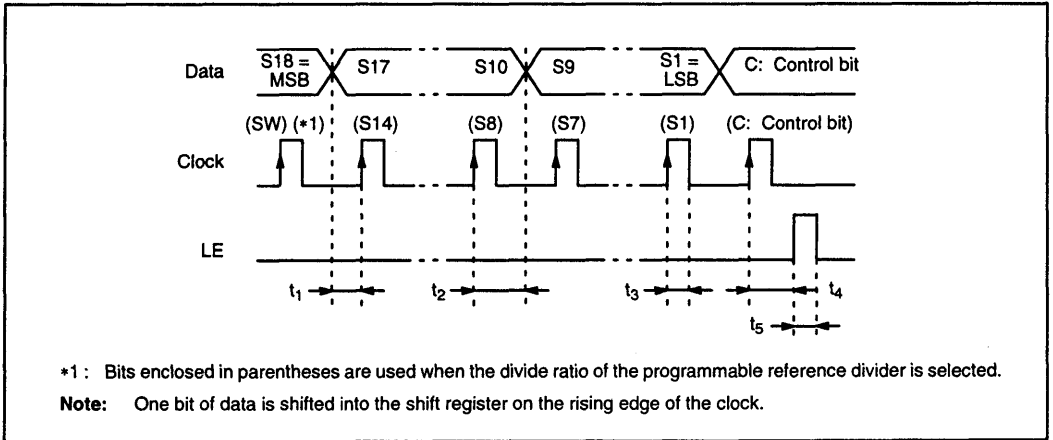 Data S18 = MSB S17 S10 S9 S1 = LSB C: Control bit
(SW) (*1) (S14) (S8) (S7) (S1) (C: Control bit)
Clock
LE
t1 t2 t3 t4
t5
*1 : Bits enclosed in parentheses are used when the divide ratio of the programmable reference divider is selected.
Note: One bit of data is shifted into the shift register on the rising edge of the clock.